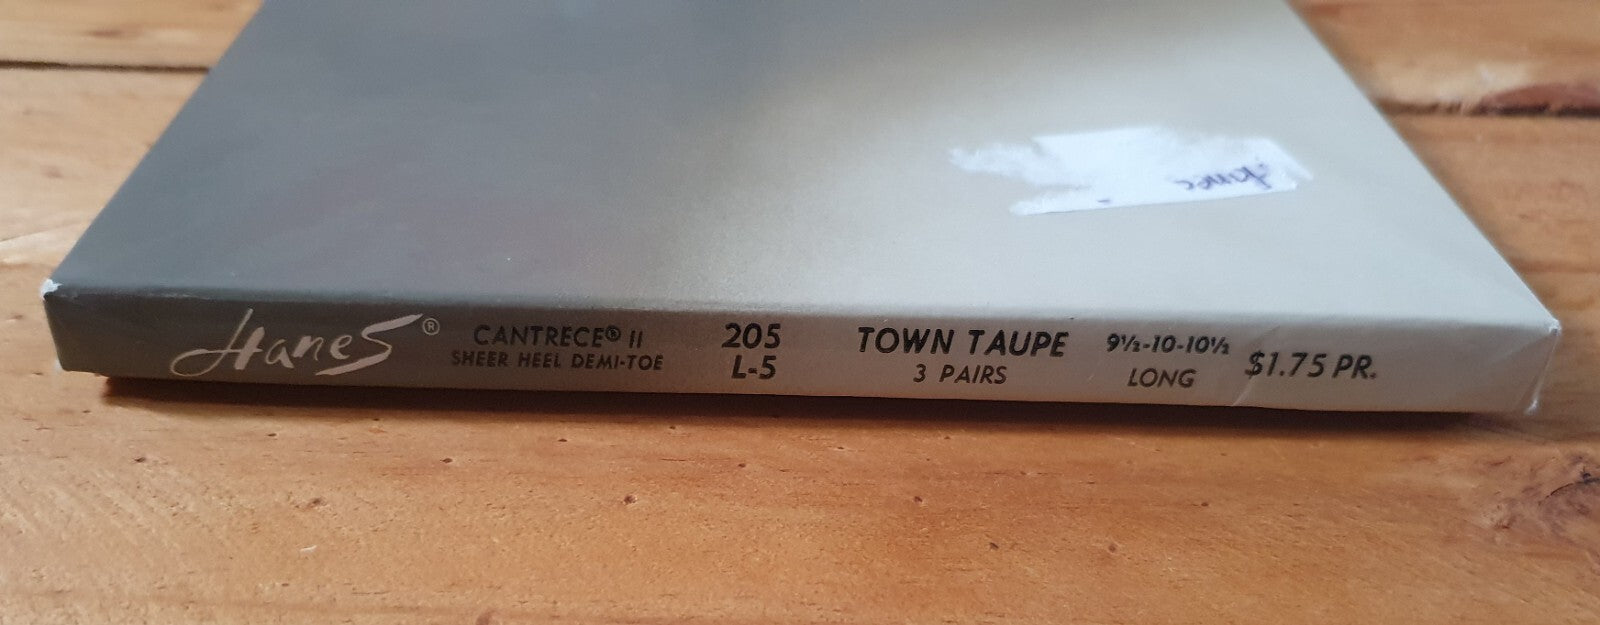 Hanes®
CANTRECE® II
SHEER HEEL DEMI-TOE
205
L-5
TOWN TAUPE
3 PAIRS
9½-10-10½
LONG
$1.75 PR.